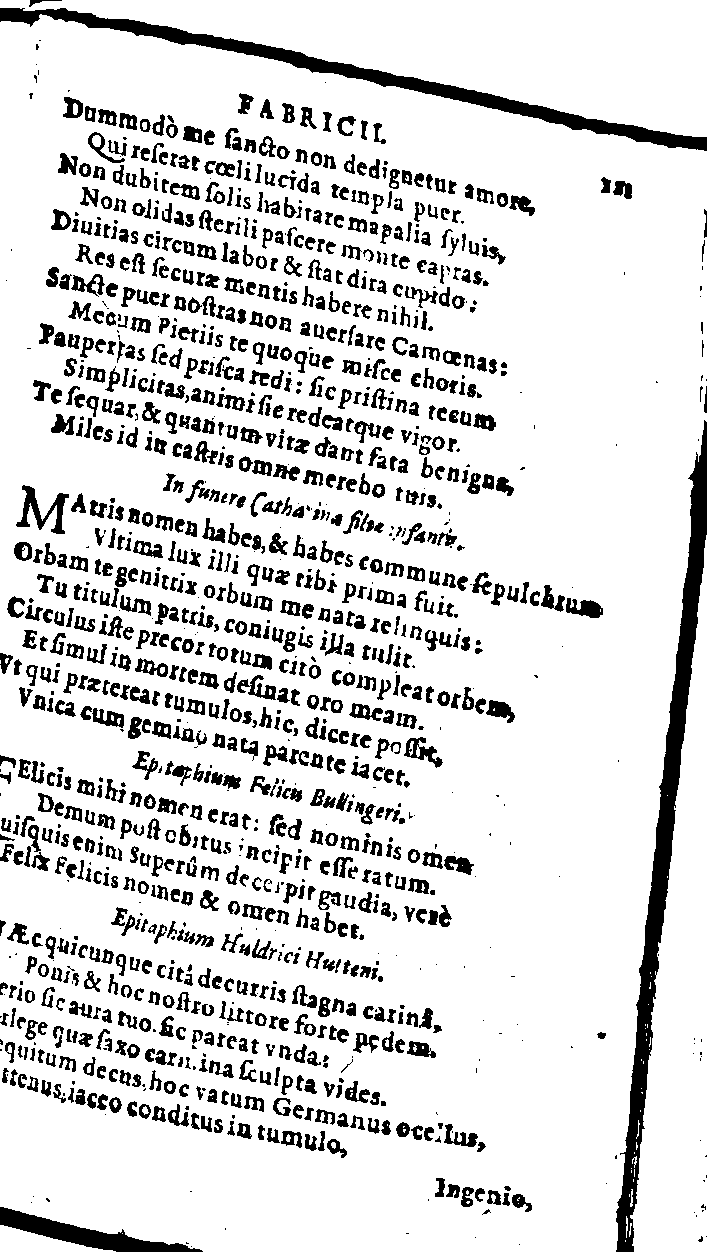 FABRICII. 121
Dummodò me ſancto non dedignetur amore,
Qui reſerat cœli lucida templa puer.
Non dubitem ſolis habitare mapalia ſyluis,
Non olidas ſterili paſcere monte capras.
Diuitias circum labor & ſtat dira cupido:
Res eſt ſecuræ mentis habere nihil.
Sancte puer noſtras non auerſare Camœnas:
Mecum Pieriis te quoque miſce choris.
Paupertas ſed priſca redi: ſic priſtina tecum
Simplicitas, animi ſic redeatque vigor.
Te ſequar, & quantum vitæ dant fata benigna,
Miles id in caſtris omne merebo tuis.
In funere Catharinæ filiæ infantis.
MAtris nomen habes, & habes commune ſepulchrum
Vltima lux illi quæ tibi prima fuit.
Orbam te genitrix orbum me nata relinquis:
Tu titulum patris, coniugis illa tulit.
Circulus iſte precor totum citò compleat orbem,
Et ſimul in mortem deſinat oro meam.
Vt qui prætereat tumulos, hic, dicere poſſit,
Vnica cum gemino nata parente iacet.
Epitaphium Felicis Bullingeri.
FElicis mihi nomen erat: ſed nominis omen
Demum poſt obitus incipit eſſe ratum.
uiſquis enim Superûm decerpit gaudia, verè
Felix Felicis nomen & omen habet.
Epitaphium Huldrici Hutteni.
Æc quicunque citâ decurris ſtagna carinâ,
Ponis & hoc noſtro littore forte pedem.
erio ſic aura tuo. ſic pareat vnda:
rlege quæ ſaxo carmina ſculpta vides.
equitum decus, hoc vatum Germanus ocellus,
ttenus, iaceo conditus in tumulo,
Ingenio,